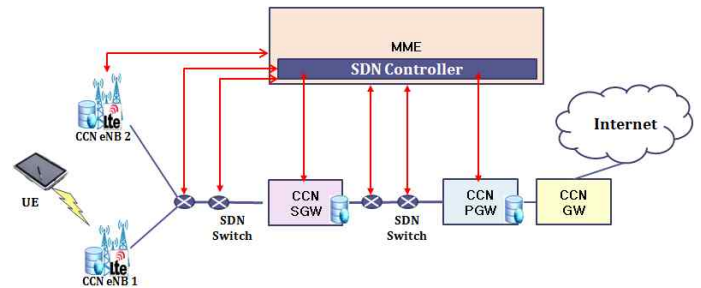 MME
SDN Controller
Lte
CCN eNB 2
Internet
UE
CCN
SGW
CCN
PGW
CCN
GW
SDN
Switch
SDN
Switch
Lte
CCN eNB 1